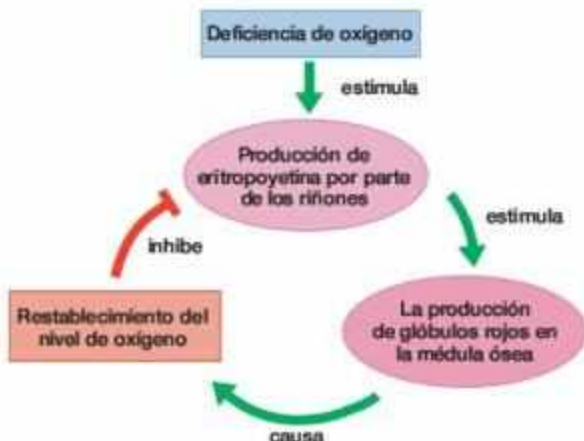 Deficiencia de oxígeno
estimula
Producción de
eritropoyetina por parte
de los riñones
estimula
La producción
de glóbulos rojos en
la médula ósea
causa
Restablecimiento del
nivel de oxígeno
inhibe